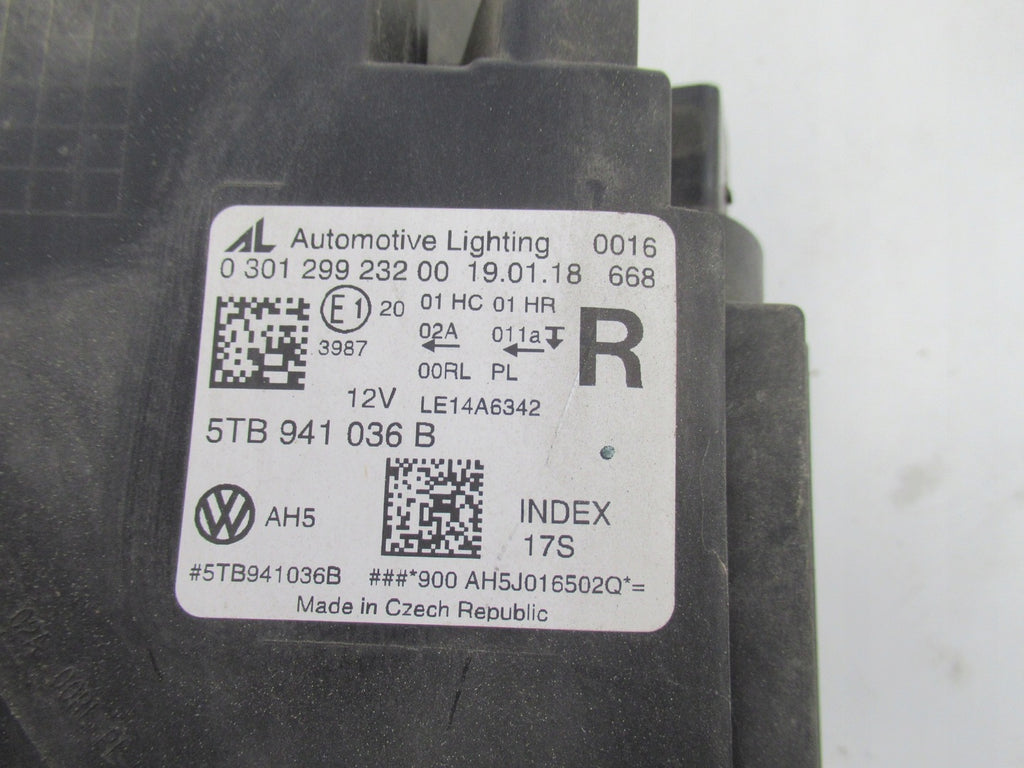 AL Automotive Lighting 0016
0 301 299 232 00 19.01.18 668
E1 20 01 HC 01 HR
3987 02A 011a R
00RL PL
12V LE14A6342
5TB 941 036 B
VW AH5 INDEX
17S
#5TB941036B ###*900 AH5J016502Q*=
Made in Czech Republic